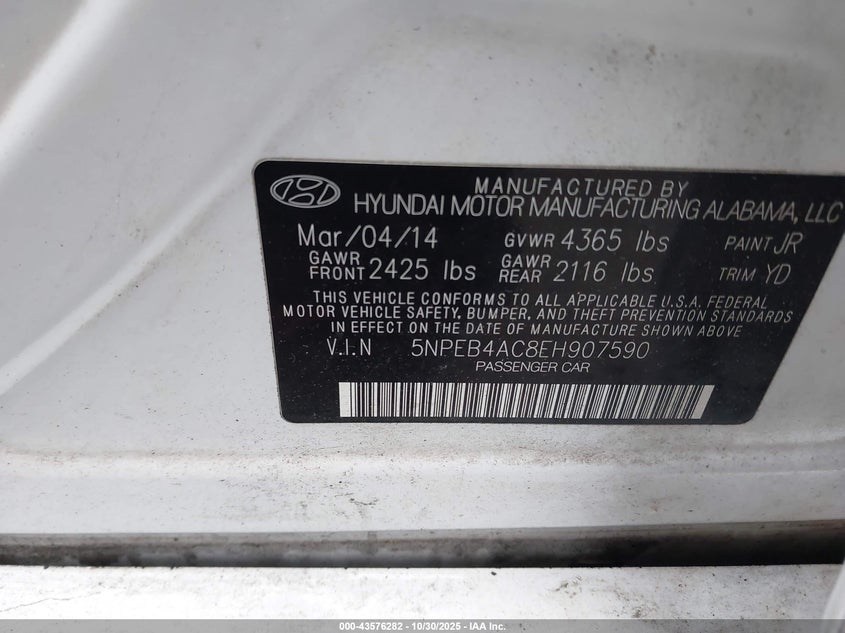 MANUFACTURED BY
HYUNDAI MOTOR MANUFACTURING ALABAMA, LLC
Mar/04/14 GVWR 4365 lbs PAINT JR
GAWR FRONT 2425 lbs GAWR REAR 2116 lbs TRIM YD
THIS VEHICLE CONFORMS TO ALL APPLICABLE U.S.A. FEDERAL
MOTOR VEHICLE SAFETY, BUMPER, AND THEFT PREVENTION STANDARDS
IN EFFECT ON THE DATE OF MANUFACTURE SHOWN ABOVE
V.I.N 5NPEB4AC8EH907590
PASSENGER CAR
000-43576282 - 10/30/2025 - IAA Inc.